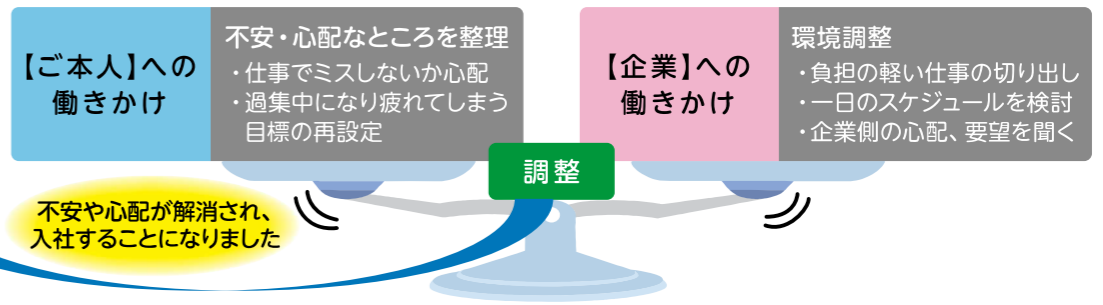 【ご本人】への
働きかけ
不安・心配なところを整理
・仕事でミスしないか心配
・過集中になり疲れてしまう
目標の再設定
【企業】への
働きかけ
環境調整
・負担の軽い仕事の切り出し
・一日のスケジュールを検討
・企業側の心配、要望を聞く
調整
不安や心配が解消され、
入社することになりました